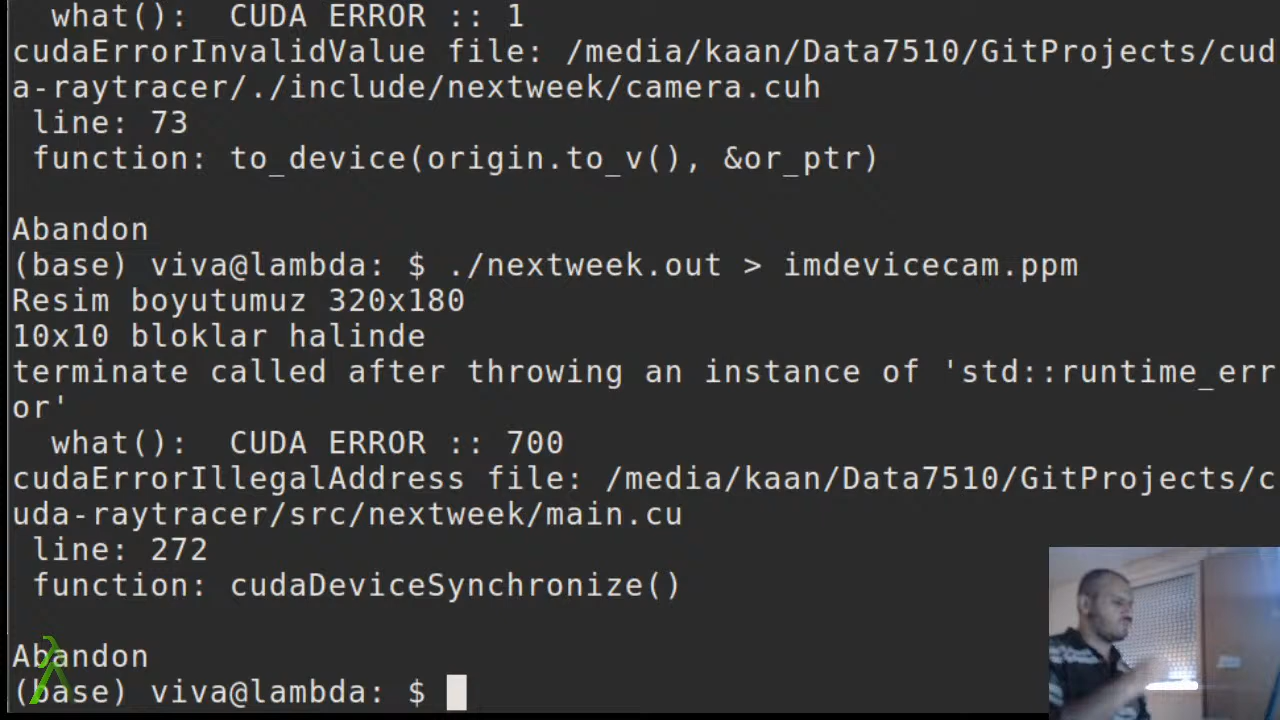 what():  CUDA ERROR :: 1
cudaErrorInvalidValue file: /media/kaan/Data7510/GitProjects/cud
a-raytracer/./include/nextweek/camera.cuh
line: 73
function: to_device(origin.to_v(), &or_ptr)
Abandon
(base) viva@lambda: $ ./nextweek.out > imdevicecam.ppm
Resim boyutumuz 320x180
10x10 bloklar halinde
terminate called after throwing an instance of 'std::runtime_err
or'
what():  CUDA ERROR :: 700
cudaErrorIllegalAddress file: /media/kaan/Data7510/GitProjects/c
uda-raytracer/src/nextweek/main.cu
line: 272
function: cudaDeviceSynchronize()
Abandon
(base) viva@lambda: $